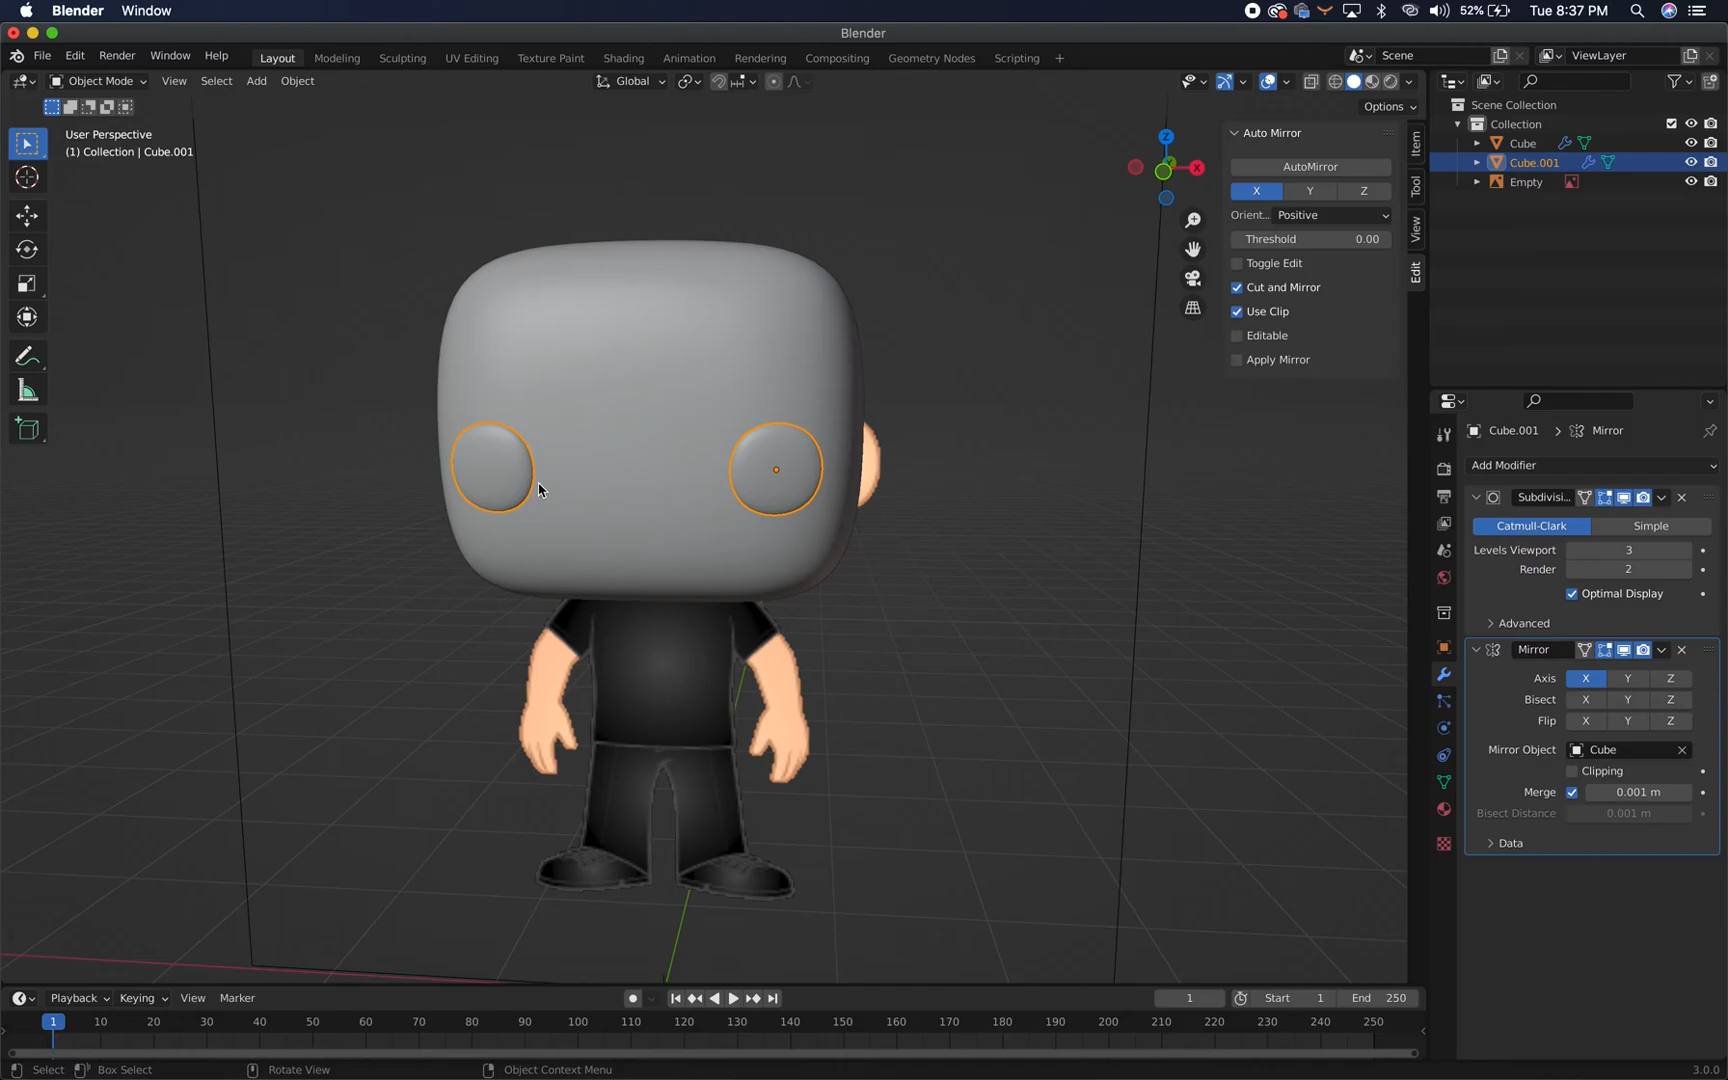 Blender Window 52% Tue 8:37 PM
Blender
File Edit Render Window Help Layout Modeling Sculpting UV Editing Texture Paint Shading Animation Rendering Compositing Geometry Nodes Scripting + Scene ViewLayer
Object Mode View Select Add Object Global
Options
User Perspective
(1) Collection | Cube.001
Z
X
Auto Mirror
AutoMirror
X Y Z
Orient... Positive
Threshold 0.00
Toggle Edit
Cut and Mirror
Use Clip
Editable
Apply Mirror
Item
Tool
View
Edit
Scene Collection
Collection
Cube
Cube.001
Empty
Cube.001 > Mirror
Add Modifier
Subdivisi...
Catmull-Clark Simple
Levels Viewport 3
Render 2
Optimal Display
Advanced
Mirror
Axis X Y Z
Bisect X Y Z
Flip X Y Z
Mirror Object Cube
Clipping
Merge 0.001 m
Bisect Distance 0.001 m
Data
Playback Keying View Marker 1 Start 1 End 250
1 10 20 30 40 50 60 70 80 90 100 110 120 130 140 150 160 170 180 190 200 210 220 230 240 250
Select Box Select Rotate View Object Context Menu 3.0.0